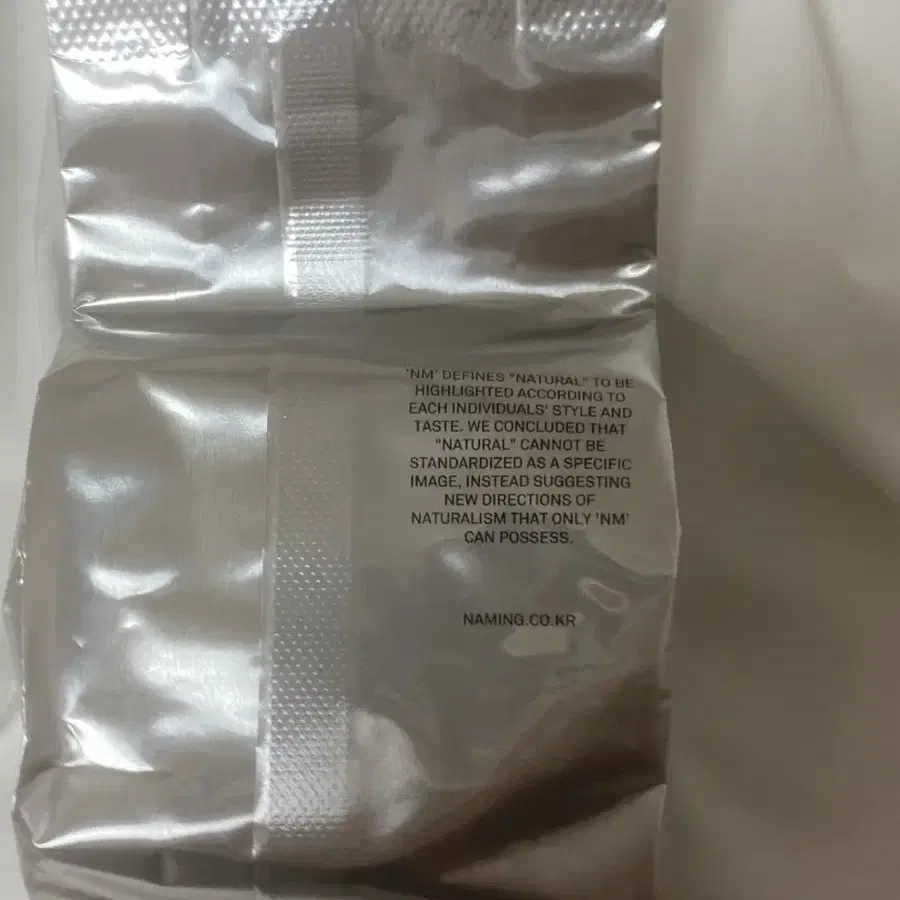 'NM' DEFINES "NATURAL" TO BE
HIGHLIGHTED ACCORDING TO
EACH INDIVIDUALS' STYLE AND
TASTE. WE CONCLUDED THAT
"NATURAL" CANNOT BE
STANDARDIZED AS A SPECIFIC
IMAGE, INSTEAD SUGGESTING
NEW DIRECTIONS OF
NATURALISM THAT ONLY 'NM'
CAN POSSESS.
NAMING.CO.KR